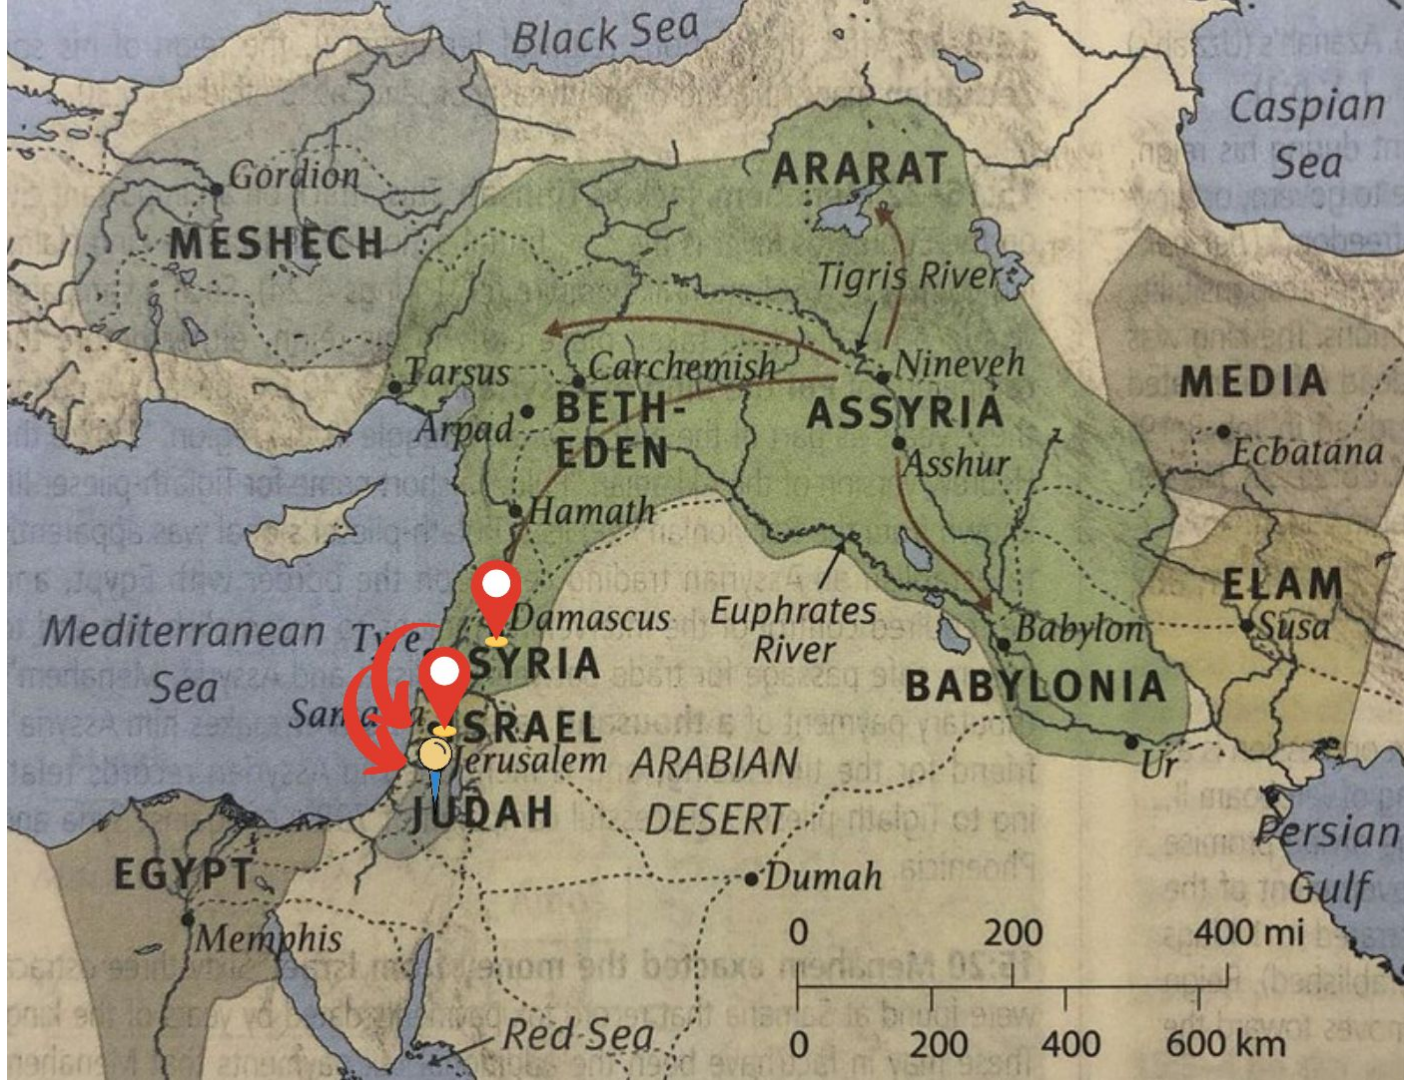 Black Sea
Caspian
Sea
ARARAT
Gordion
MESHECH
Tigris River
Tarsus
Carchemish
Nineveh
MEDIA
BETH-
EDEN
ASSYRIA
Arpad
Ecbatana
Asshur
Hamath
ELAM
Damascus
Euphrates
River
Babylon
Susa
Mediterranean
Sea
Tyre
SYRIA
BABYLONIA
ISRAEL
Jerusalem
ARABIAN
DESERT
Ur
JUDAH
Persian
Gulf
EGYPT
Dumah
Memphis
0 200 400 mi
0 200 400 600 km
Red Sea